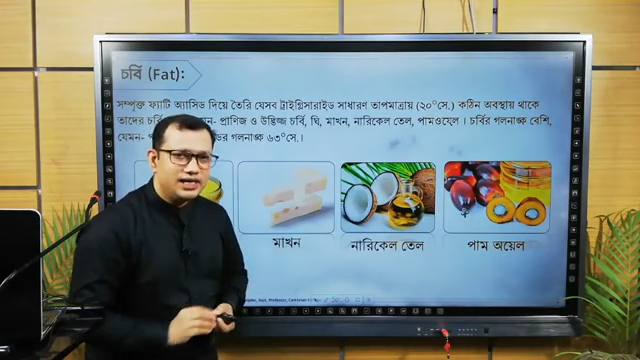 চর্বি (Fat):
সম্পৃক্ত ফ্যাটি অ্যাসিড দিয়ে তৈরি যেসব ট্রাইগ্লিসারাইড সাধারণ তাপমাত্রায় (২০°সে.) কঠিন অবস্থায় থাকে
তাদের চর্বি প্রাণিজ ও উদ্ভিজ্জ চর্বি, ঘি, মাখন, নারিকেল তেল, পামওয়েল। চর্বির গলনাঙ্ক বেশি,
যেমন- গলনাঙ্ক ৬৩°সে.।
মাখন
নারিকেল তেল
পাম অয়েল